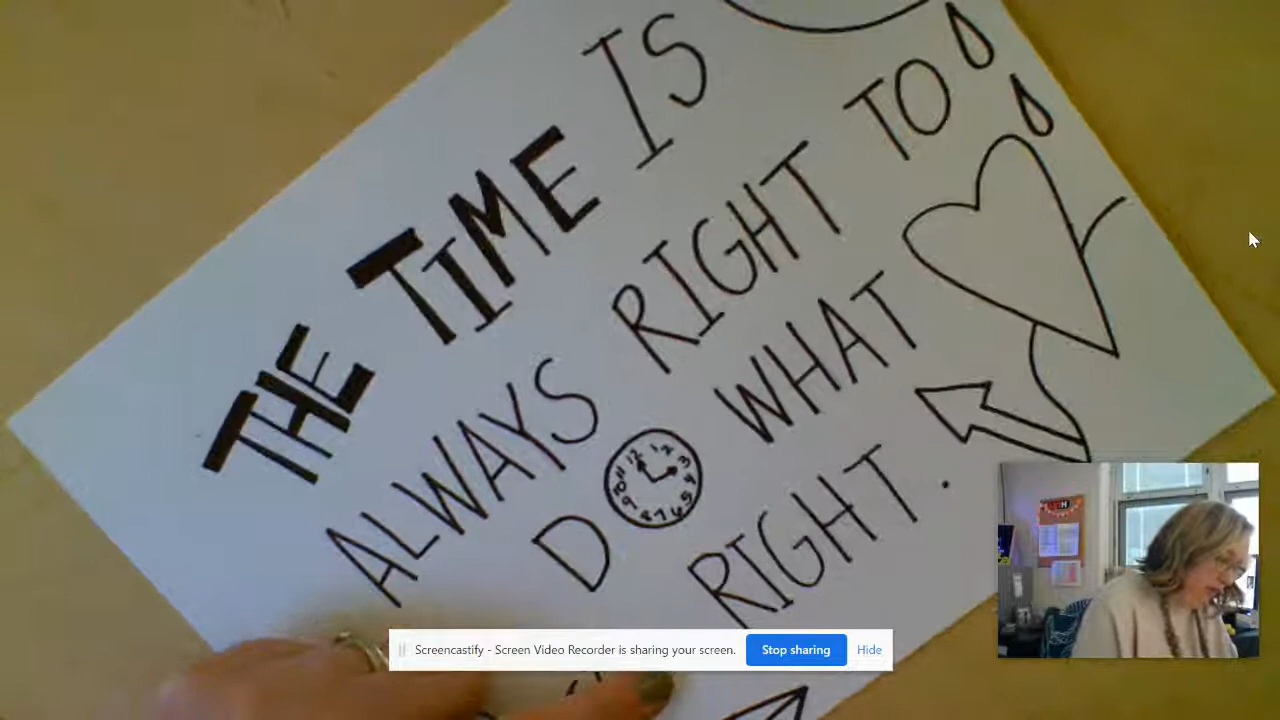 THE TIME IS
ALWAYS RIGHT TO
DO WHAT
RIGHT.
Screencastify - Screen Video Recorder is sharing your screen.
Stop sharing
Hide